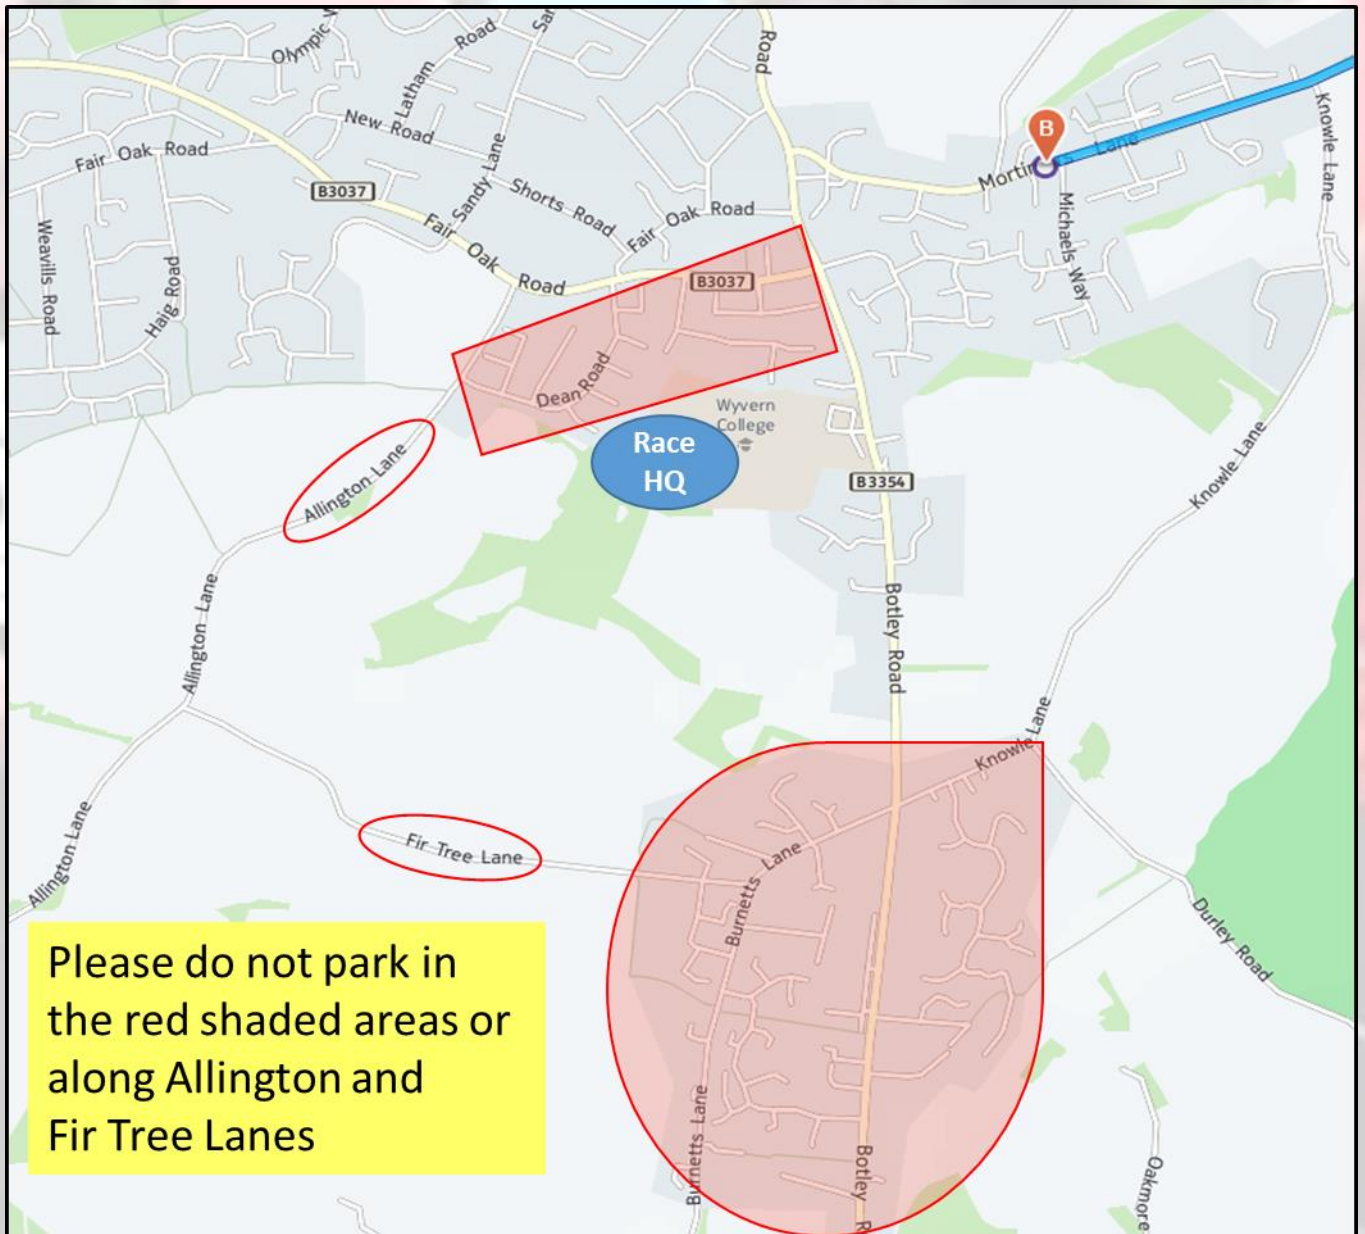 Olympic
Latham
Road
Road
New Road
Fair Oak Road
B3037
Sandy Lane
Shorts Road
Fair Oak Road
Fair Oak Road
B3037
Weavills Road
Haig Road
B
Lane
Michaels Way
Knowle Lane
Dean Road
Wyvern
College
Race
HQ
Allington Lane
B3354
Knowle Lane
Allington Lane
Botley Road
Knowle Lane
Knowle
Allington Lane
Fir Tree Lane
Burnetts Lane
Durley Road
Please do not park in
the red shaded areas or
along Allington and
Fir Tree Lanes
Burnetts Lane
Botley R
Oakmore